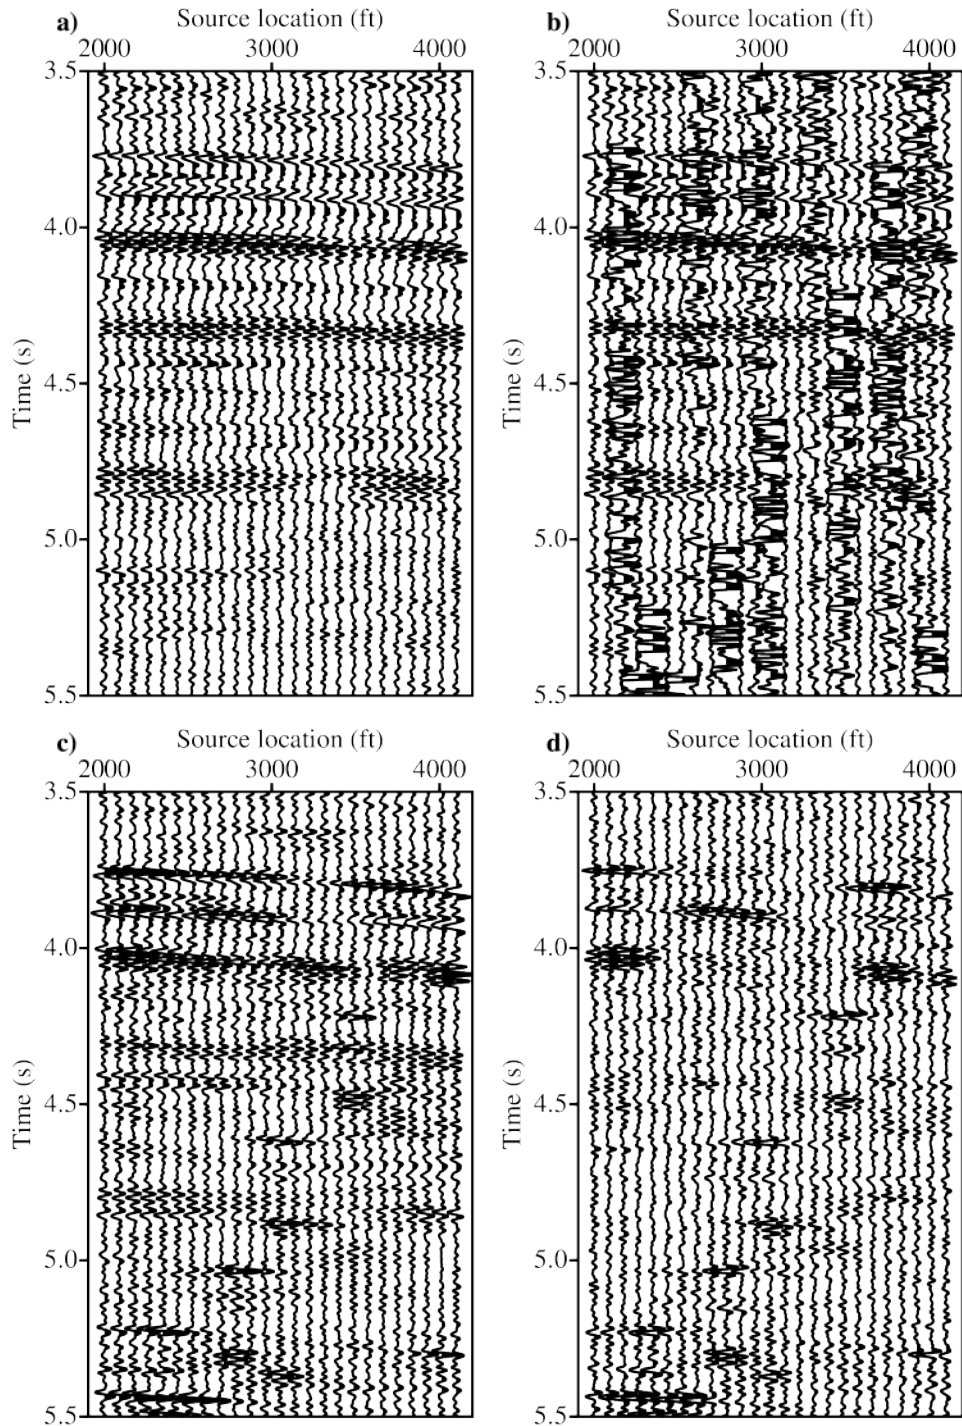 a) Source location (ft)
2000 3000 4000
3.5
4.0
4.5
5.0
5.5
Time (s)
b) Source location (ft)
2000 3000 4000
3.5
4.0
4.5
5.0
5.5
Time (s)
c) Source location (ft)
2000 3000 4000
3.5
4.0
4.5
5.0
5.5
Time (s)
d) Source location (ft)
2000 3000 4000
3.5
4.0
4.5
5.0
5.5
Time (s)